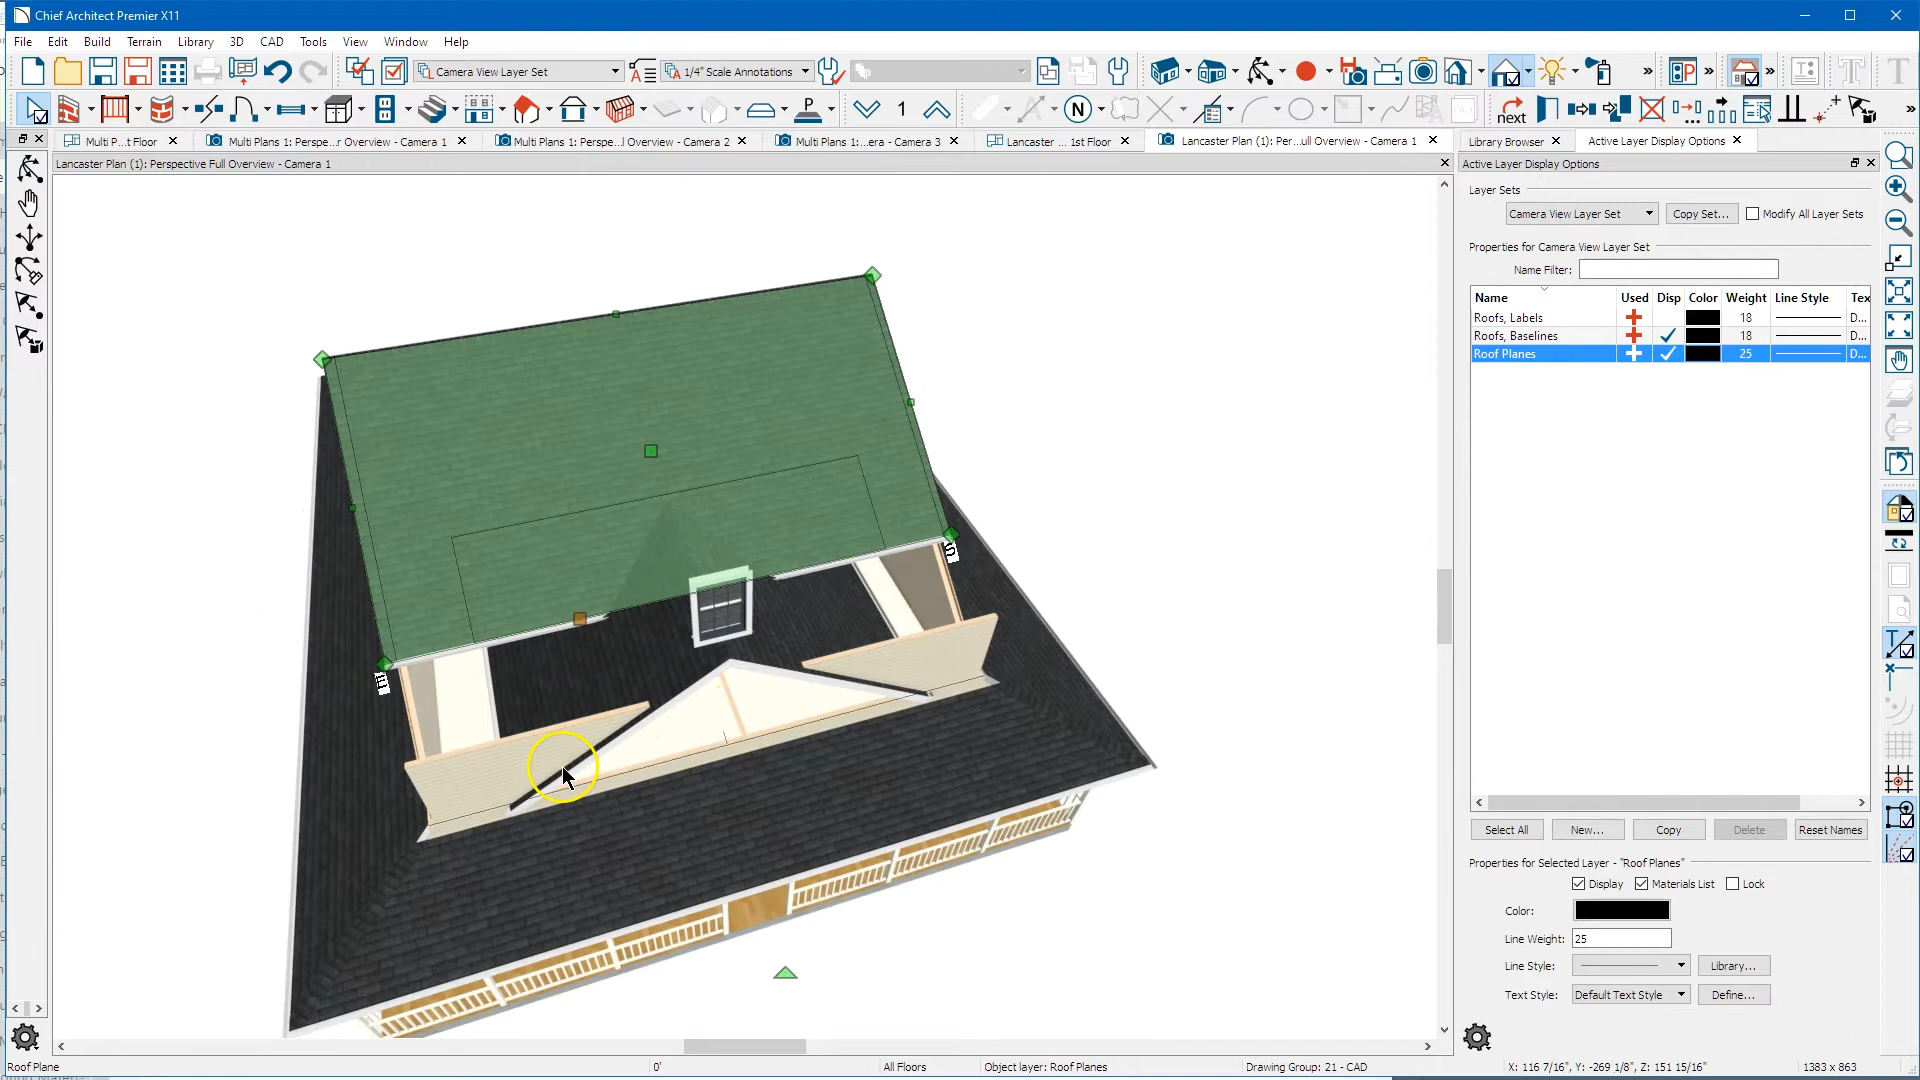 Chief Architect Premier X11
File Edit Build Terrain Library 3D CAD Tools View Window Help
Camera View Layer Set
1/4" Scale Annotations
1
N
P
next
Multi P...t Floor
Multi Plans 1: Perspe...r Overview - Camera 1
Multi Plans 1: Perspe...l Overview - Camera 2
Multi Plans 1:...era - Camera 3
Lancaster ... 1st Floor
Lancaster Plan (1): Per...ull Overview - Camera 1
Library Browser
Active Layer Display Options
Lancaster Plan (1): Perspective Full Overview - Camera 1
Active Layer Display Options
Layer Sets
Camera View Layer Set
Copy Set...
Modify All Layer Sets
Properties for Camera View Layer Set
Name Filter:
Name Used Disp Color Weight Line Style Tex
Roofs, Labels 18 D...
Roofs, Baselines 18 D...
Roof Planes 25 D...
S
E
Select All
New...
Copy
Delete
Reset Names
Properties for Selected Layer - "Roof Planes"
Display
Materials List
Lock
Color:
Line Weight: 25
Line Style:
Library...
Text Style: Default Text Style
Define...
Roof Plane
0'
All Floors
Object layer: Roof Planes
Drawing Group: 21 - CAD
X: 116 7/16", Y: -269 1/8", Z: 151 15/16"
1383 x 863